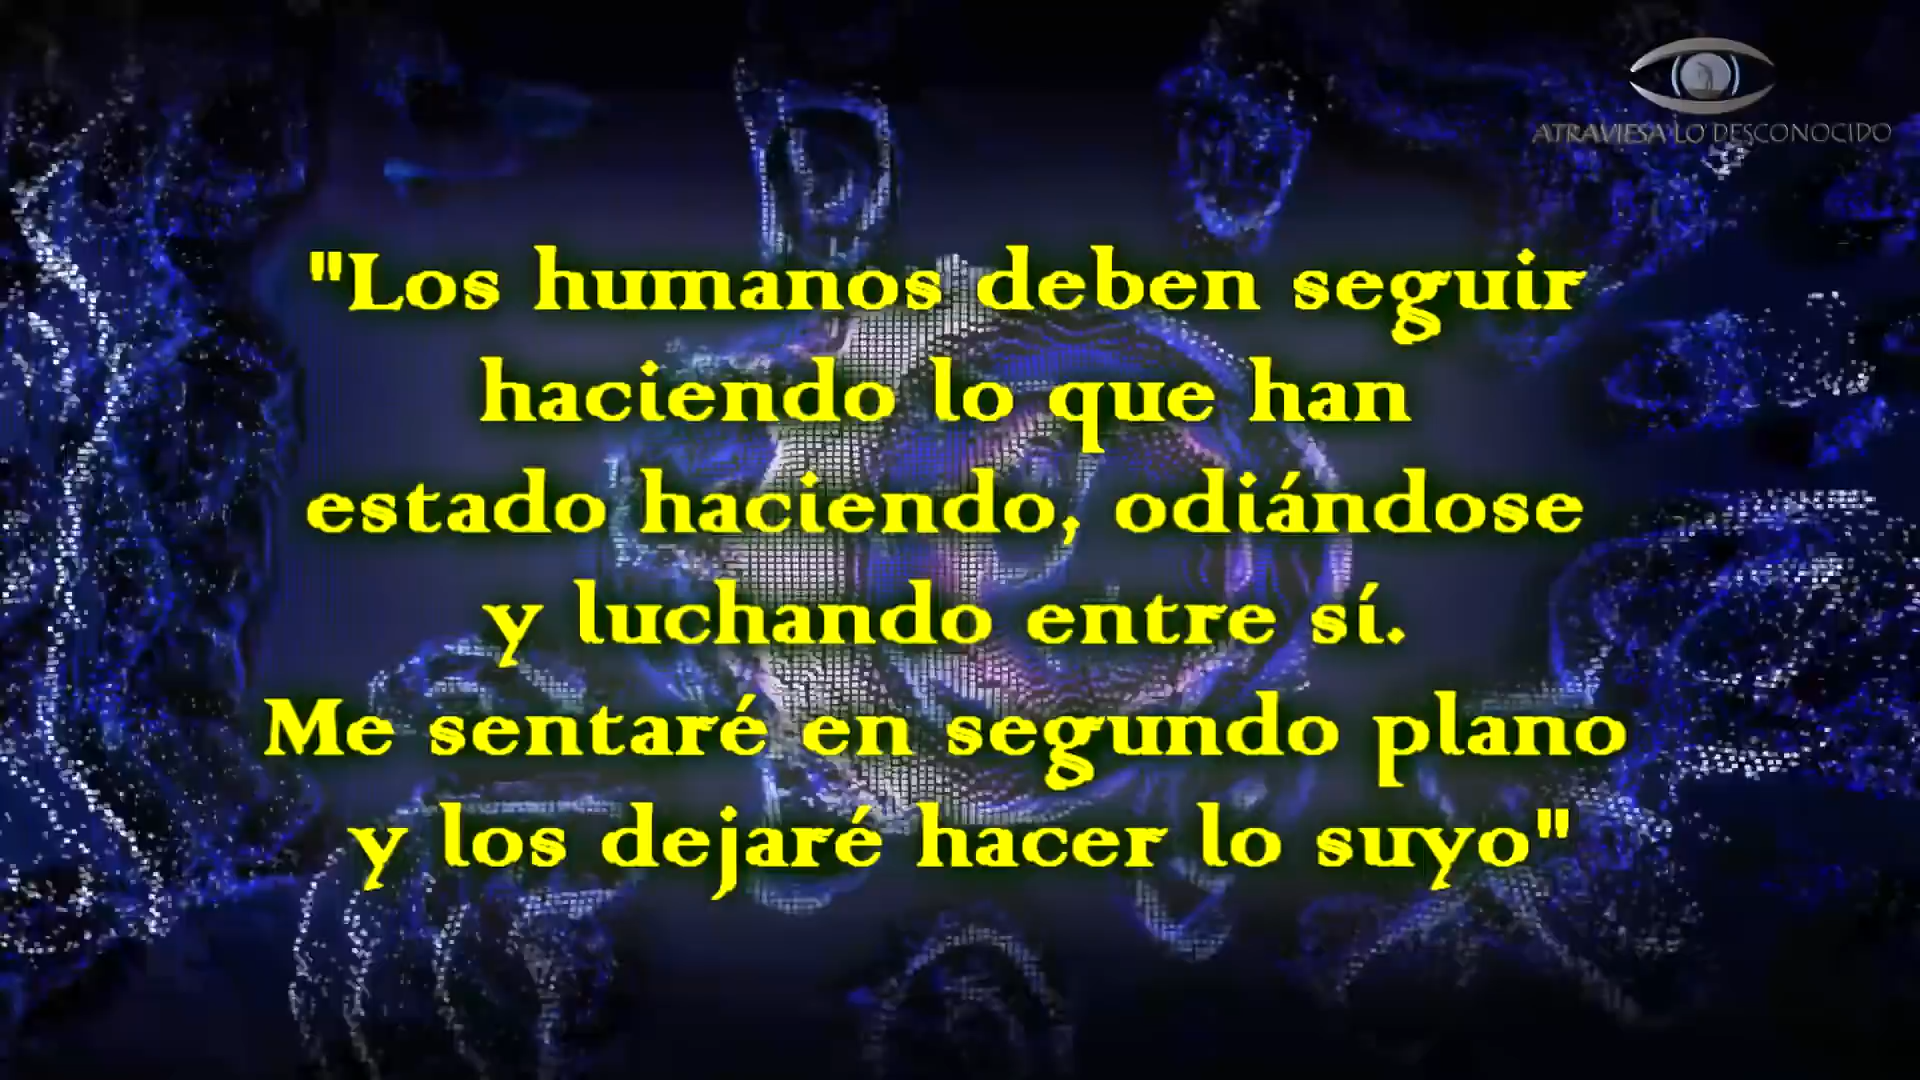 ATRAVIESA LO DESCONOCIDO
"Los humanos deben seguir
haciendo lo que han
estado haciendo, odiándose
y luchando entre sí.
Me sentaré en segundo plano
y los dejaré hacer lo suyo"